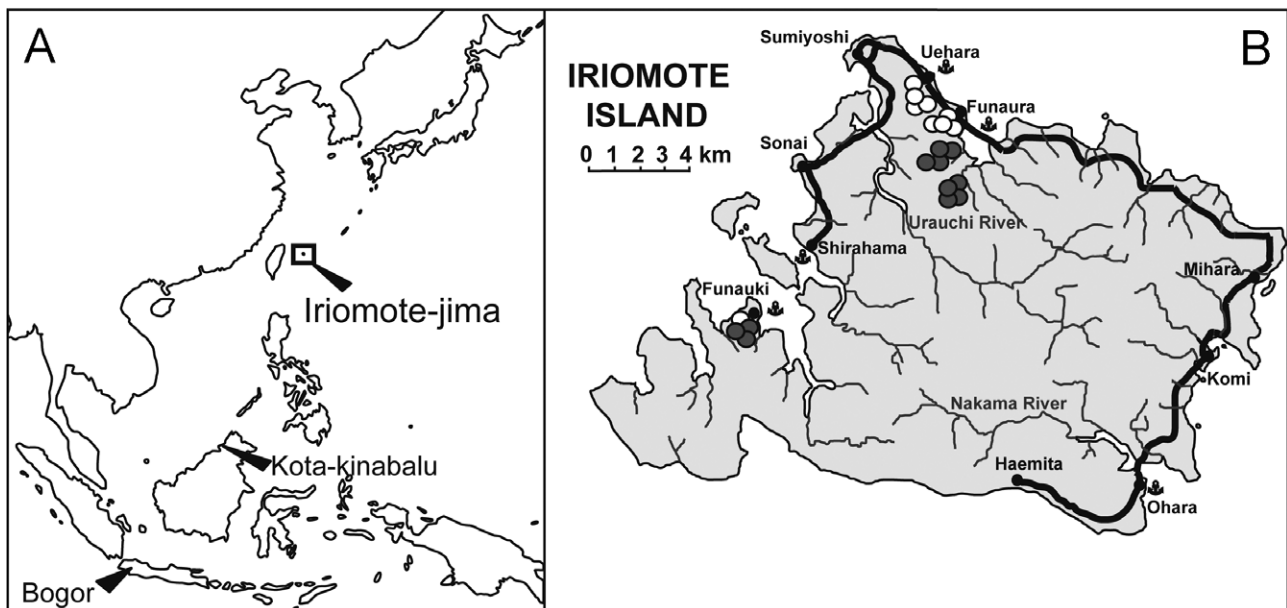 A
Iriomote-jima
Kota-kinabalu
Bogor
B
IRIOMOTE
ISLAND
0 1 2 3 4 km
Sumiyoshi
Uehara
Funaura
Sonai
Urauchi River
Shirahama
Mihara
Funauki
Komi
Nakama River
Haemita
Ohara